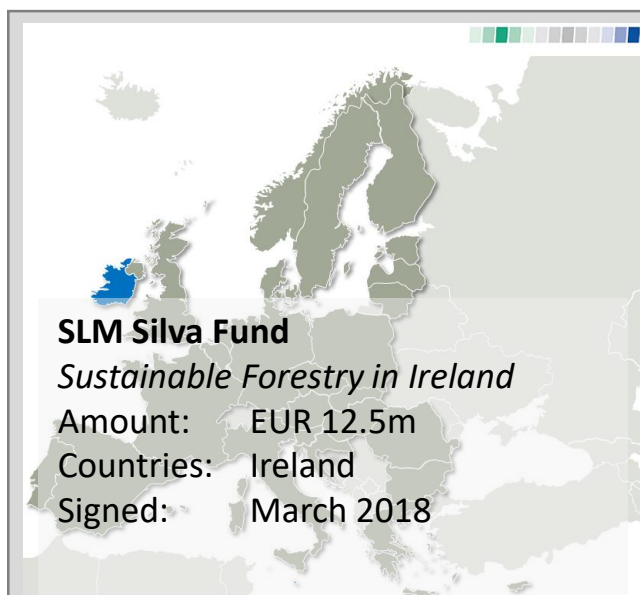 SLM Silva Fund
Sustainable Forestry in Ireland
Amount: EUR 12.5m
Countries: Ireland
Signed: March 2018